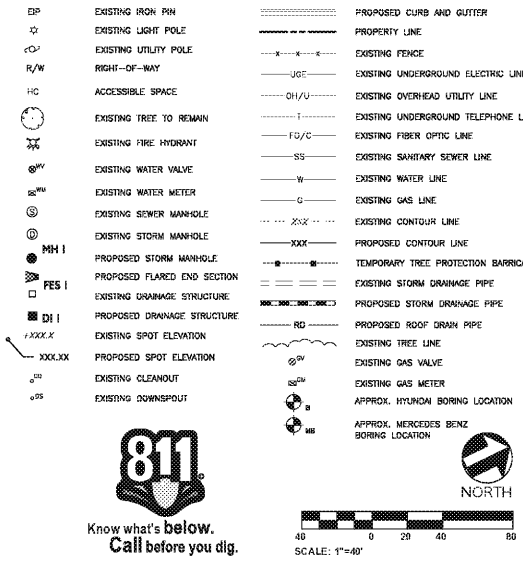 EIP EXISTING IRON PIN
EXISTING LIGHT POLE
EXISTING UTILITY POLE
R/W RIGHT-OF-WAY
HC ACCESSIBLE SPACE
EXISTING TREE TO REMAIN
EXISTING FIRE HYDRANT
WV EXISTING WATER VALVE
WM EXISTING WATER METER
S EXISTING SEWER MANHOLE
D EXISTING STORM MANHOLE
MH 1 PROPOSED STORM MANHOLE
FES 1 PROPOSED FLARED END SECTION
EXISTING DRAINAGE STRUCTURE
DI 1 PROPOSED DRAINAGE STRUCTURE
+XXX.X EXISTING SPOT ELEVATION
XXX.XX PROPOSED SPOT ELEVATION
CO EXISTING CLEANOUT
DS EXISTING DOWNSPOUT
PROPOSED CURB AND GUTTER
PROPERTY LINE
X X X EXISTING FENCE
UGE EXISTING UNDERGROUND ELECTRIC LINE
OH/U EXISTING OVERHEAD UTILITY LINE
T EXISTING UNDERGROUND TELEPHONE L
FO/C EXISTING FIBER OPTIC LINE
SS EXISTING SANITARY SEWER LINE
W EXISTING WATER LINE
G EXISTING GAS LINE
XXX EXISTING CONTOUR LINE
XXX PROPOSED CONTOUR LINE
TEMPORARY TREE PROTECTION BARRICA
EXISTING STORM DRAINAGE PIPE
PROPOSED STORM DRAINAGE PIPE
RD PROPOSED ROOF DRAIN PIPE
EXISTING TREE LINE
GV EXISTING GAS VALVE
GM EXISTING GAS METER
H APPROX. HYUNDAI BORING LOCATION
MB APPROX. MERCEDES BENZ
BORING LOCATION
811
Know what's below.
Call before you dig.
NORTH
40 0 20 40 80
SCALE: 1"=40'